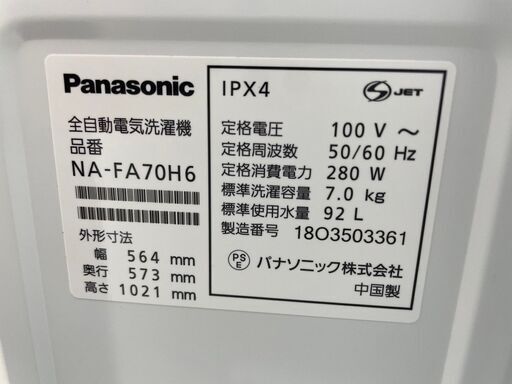 Panasonic
全自動電気洗濯機
品番
NA-FA70H6
外形寸法
幅 564 mm
奥行 573 mm
高さ 1021 mm
IPX4
S JET
定格電圧 100 V ～
定格周波数 50/60 Hz
定格消費電力 280 W
標準洗濯容量 7.0 kg
標準使用水量 92 L
製造番号 18O3503361
PS E パナソニック株式会社
中国製